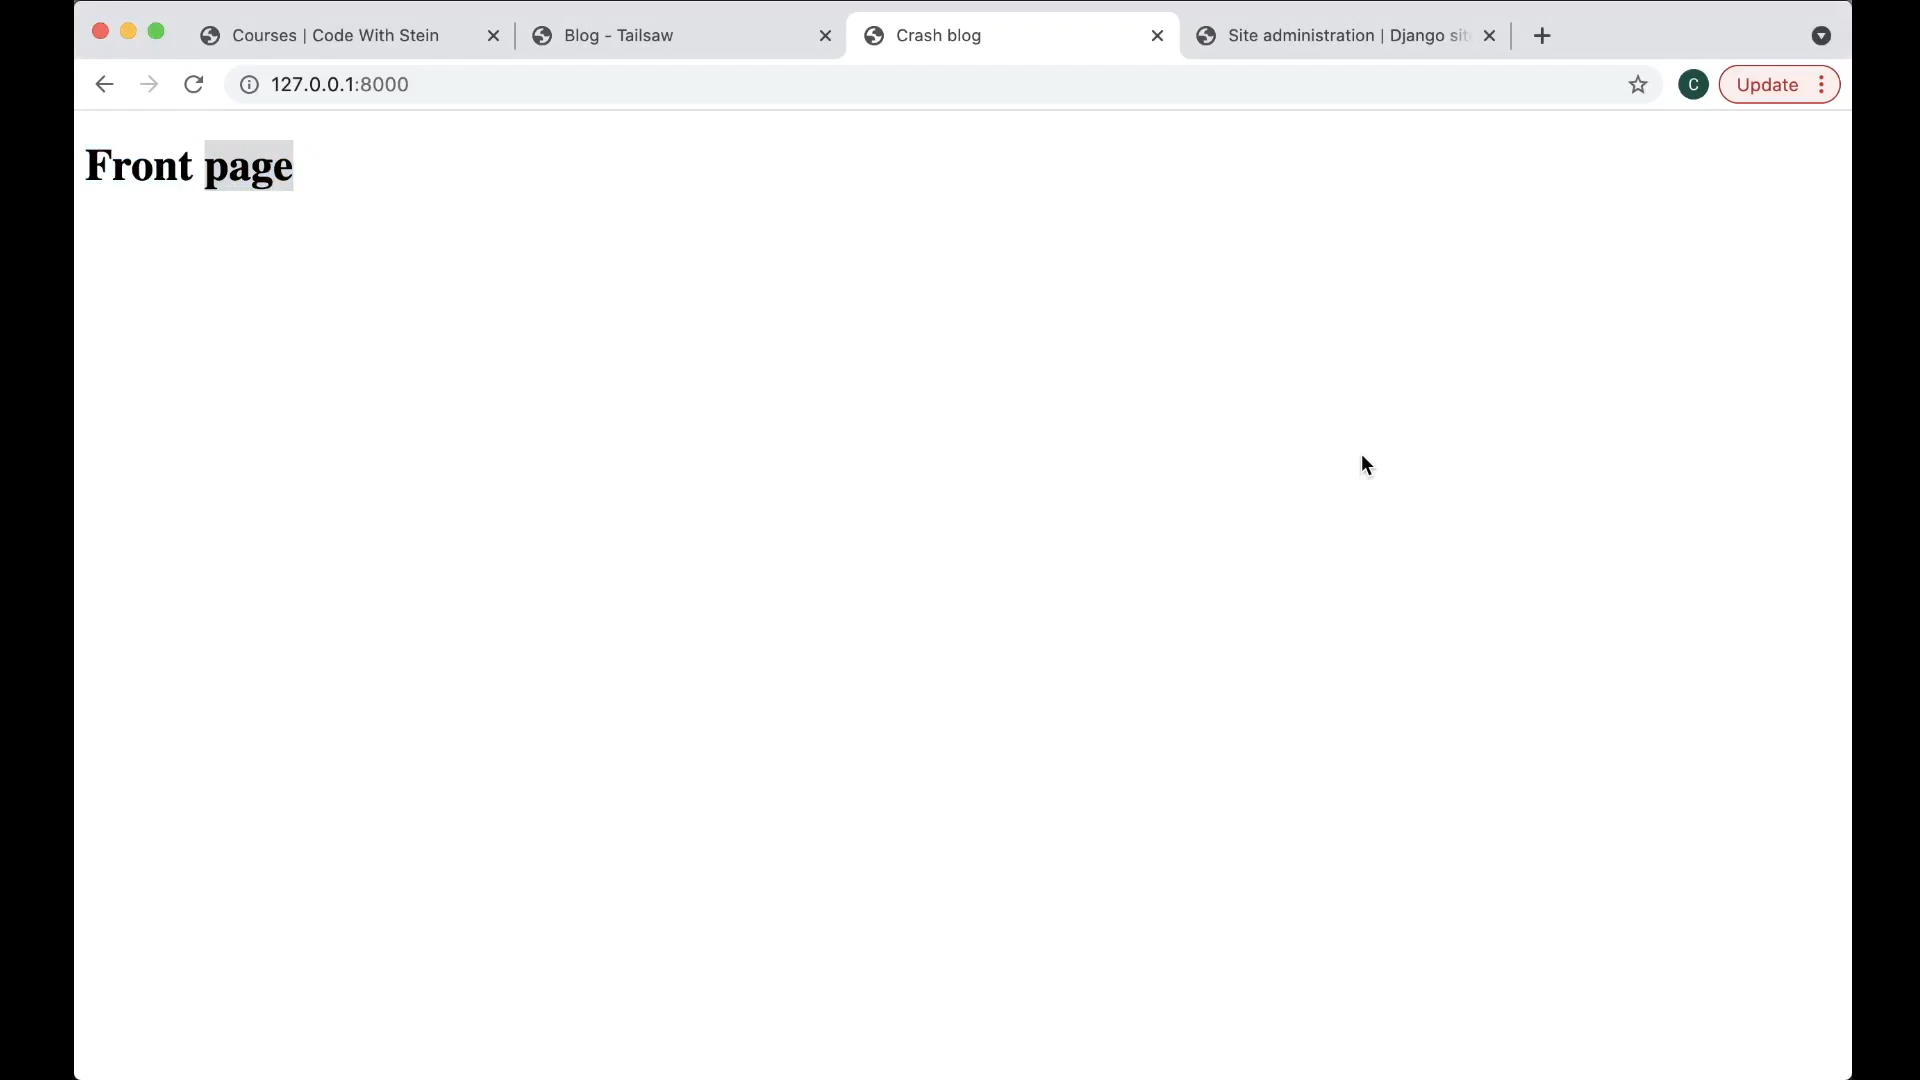 Courses | Code With Stein
Blog - Tailsaw
Crash blog
Site administration | Django sit
127.0.0.1:8000
C
Update
Front page